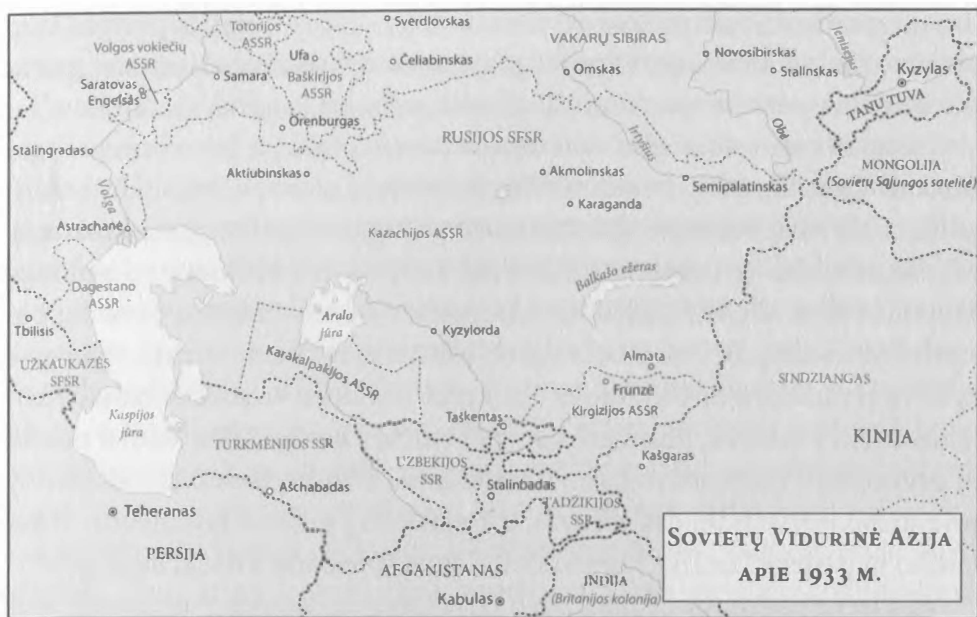 Sverdlovskas
Totorijos
ASSR
Volgos vokiečių
ASSR
Ufa
Baškirijos
ASSR
Čeliabinskas
VAKARŲ SIBIRAS
Omskas
Novosibirskas
Stalinskas
Jenisiejus
Kyzylas
TANU TUVA
Samara
Saratovas
Engelsas
Orenburgas
RUSIJOS SFSR
Irtyšius
Obė
Stalingradas
Aktiubinskas
Akmolinskas
Semipalatinskas
MONGOLIJA
(Sovietų Sąjungos satelitė)
Volga
Karaganda
Astrachanė
Kazachijos ASSR
Dagestano
ASSR
Balkašo ežeras
Aralo
jūra
Kyzylorda
Tbilisis
Karakalpakijos ASSR
UŽKAUKAZĖS
SFSR
Almata
Frunzė
Kirgizijos ASSR
SINDZIANGAS
Kaspijos
jūra
Taškentas
TURKMĖNIJOS SSR
UZBEKIJOS
SSR
Kašgaras
KINIJA
Ašchabadas
Stalinbadas
TADŽIKIJOS
SSR
Teheranas
PERSIJA
AFGANISTANAS
Kabulas
INDIJA
(Britanijos kolonija)
SOVIETŲ VIDURINĖ AZIJA
APIE 1933 M.